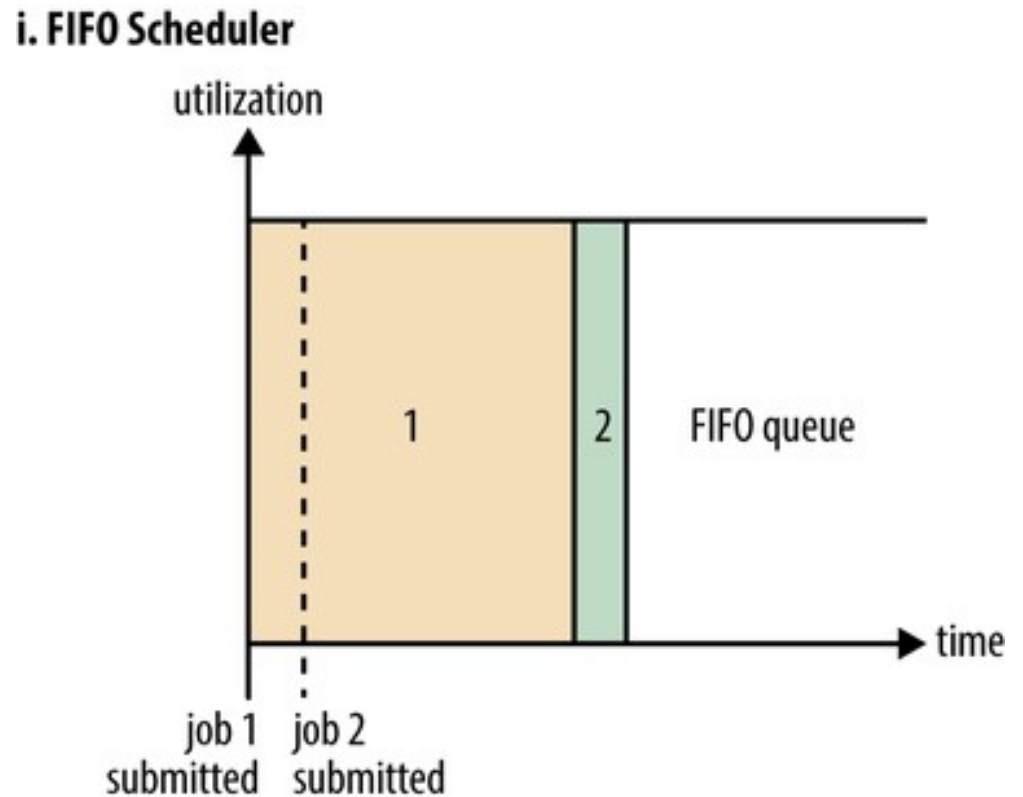 i. FIFO Scheduler
utilization
1
2
FIFO queue
time
job 1
submitted
job 2
submitted